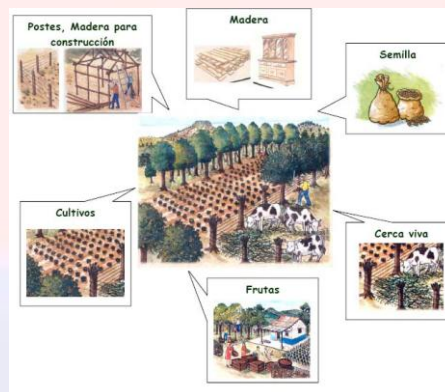 Postes, Madera para
construcción
Madera
Semilla
Cultivos
Cerca viva
Frutas